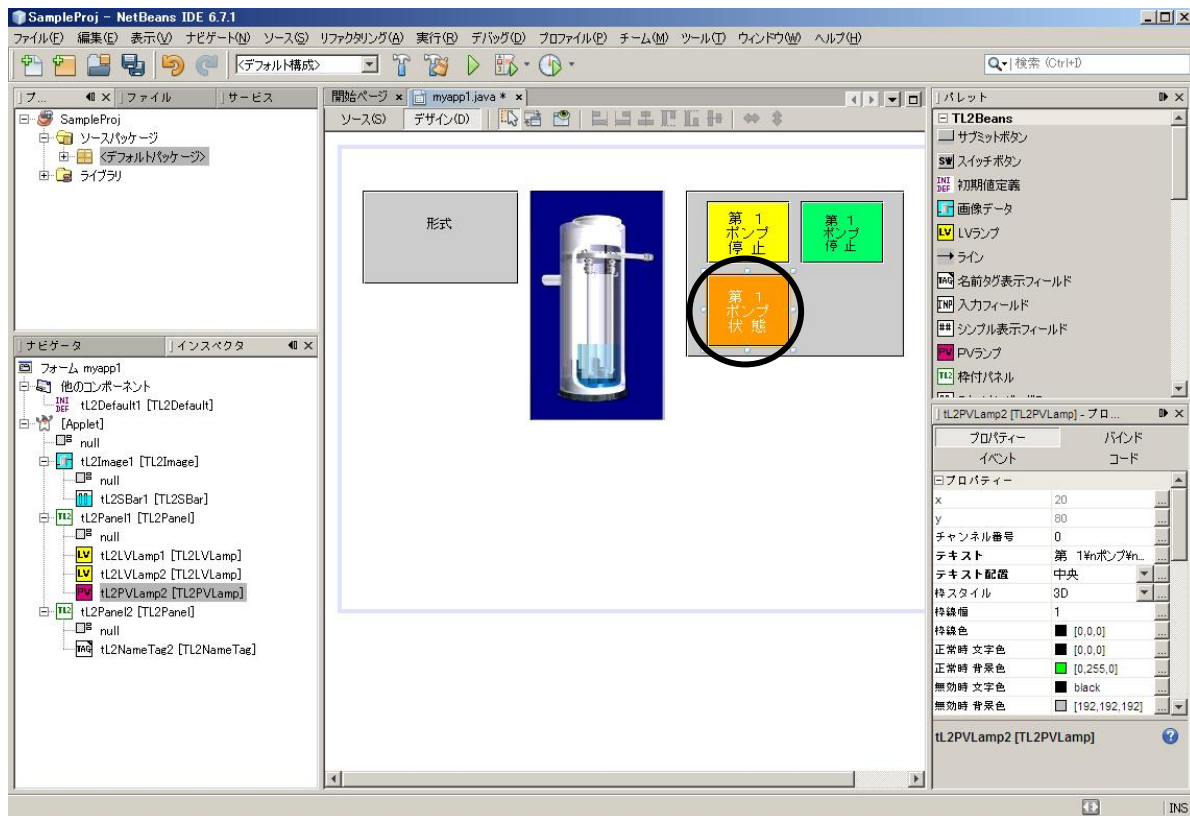 SampleProj - NetBeans IDE 6.7.1
ファイル(F) 編集(E) 表示(V) ナビゲート(N) ソース(S) リファクタリング(A) 実行(R) デバッグ(D) プロファイル(P) チーム(M) ツール(T) ウィンドウ(W) ヘルプ(H)
<デフォルト構成>
検索 (Ctrl+I)
プ... ファイル サービス
SampleProj
ソースパッケージ
<デフォルトパッケージ>
ライブラリ
ナビゲータ インスペクタ
フォーム myapp1
他のコンポーネント
INI DEF tL2Default1 [TL2Default]
[Applet]
null
tL2Image1 [TL2Image]
null
tL2SBar1 [TL2SBar]
TL2 tL2Panel1 [TL2Panel]
null
LV tL2LVLamp1 [TL2LVLamp]
LV tL2LVLamp2 [TL2LVLamp]
PV tL2PVLamp2 [TL2PVLamp]
TL2 tL2Panel2 [TL2Panel]
null
TAG tL2NameTag2 [TL2NameTag]
開始ページ myapp1.java *
ソース(S) デザイン(D)
形式
第 1
ポンプ
停 止
第 1
ポンプ
停 止
第 1
ポンプ
状 態
パレット
TL2Beans
サブミットボタン
SW スイッチボタン
INI DEF 初期値定義
画像データ
LV LVランプ
ライン
TAG 名前タグ表示フィールド
INP 入力フィールド
## シンプル表示フィールド
PV PVランプ
TL2 枠付パネル
tL2PVLamp2 [TL2PVLamp] - プロ...
プロパティー バインド
イベント コード
プロパティー
x 20 ...
y 80 ...
チャンネル番号 0 ...
テキスト 第 1¥nポンプ¥n... ...
テキスト配置 中央 ...
枠スタイル 3D ...
枠線幅 1 ...
枠線色 [0,0,0] ...
正常時 文字色 [0,0,0] ...
正常時 背景色 [0,255,0] ...
無効時 文字色 black ...
無効時 背景色 [192,192,192] ...
tL2PVLamp2 [TL2PVLamp]
INS